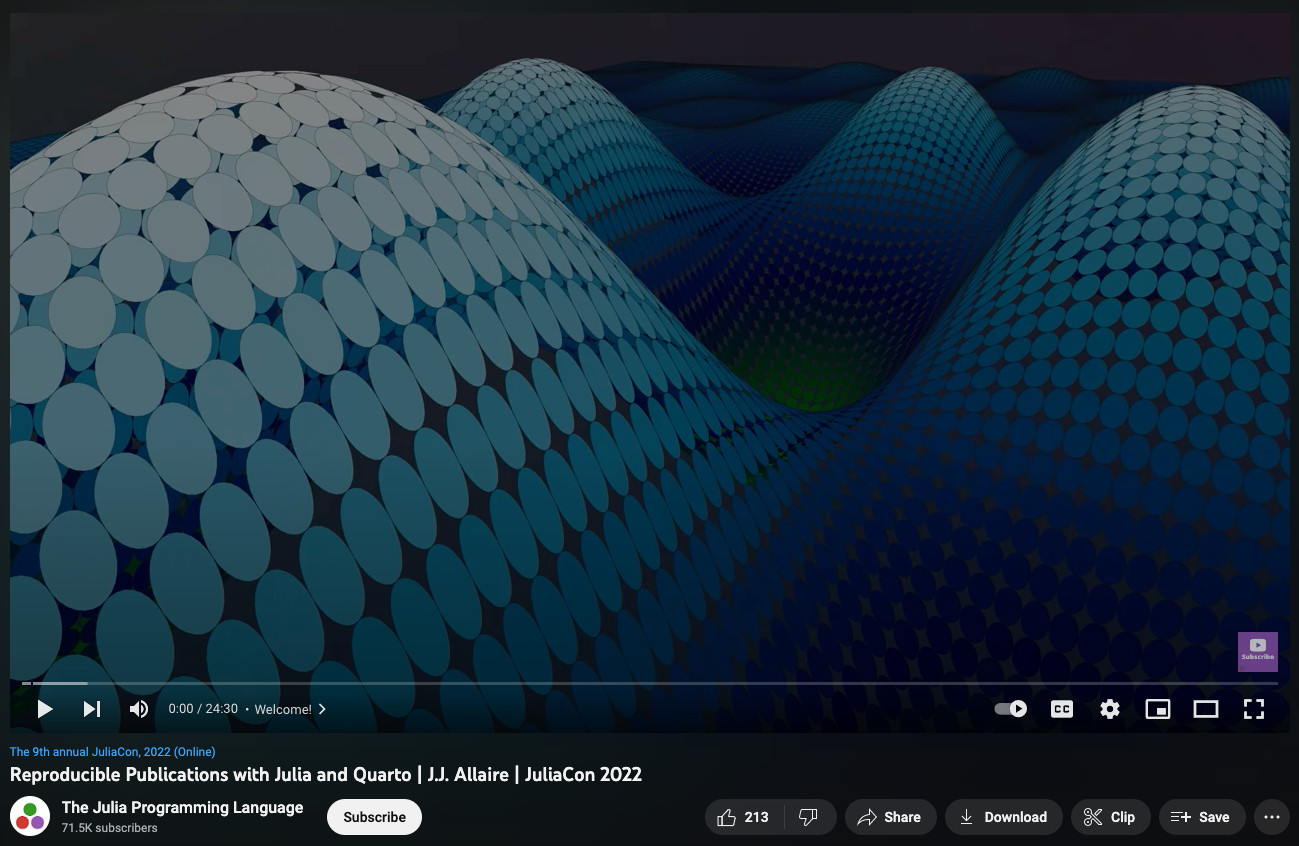 Subscribe
0:00 / 24:30 • Welcome!
CC
The 9th annual JuliaCon, 2022 (Online)
Reproducible Publications with Julia and Quarto | J.J. Allaire | JuliaCon 2022
The Julia Programming Language
71.5K subscribers
Subscribe
213
Share
Download
Clip
Save